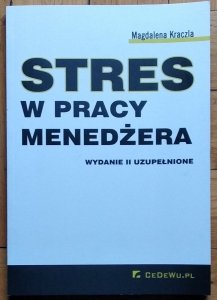 Magdalena Kraczla
STRES
W PRACY
MENEDŻERA
WYDANIE II UZUPEŁNIONE
CEDEWU.PL